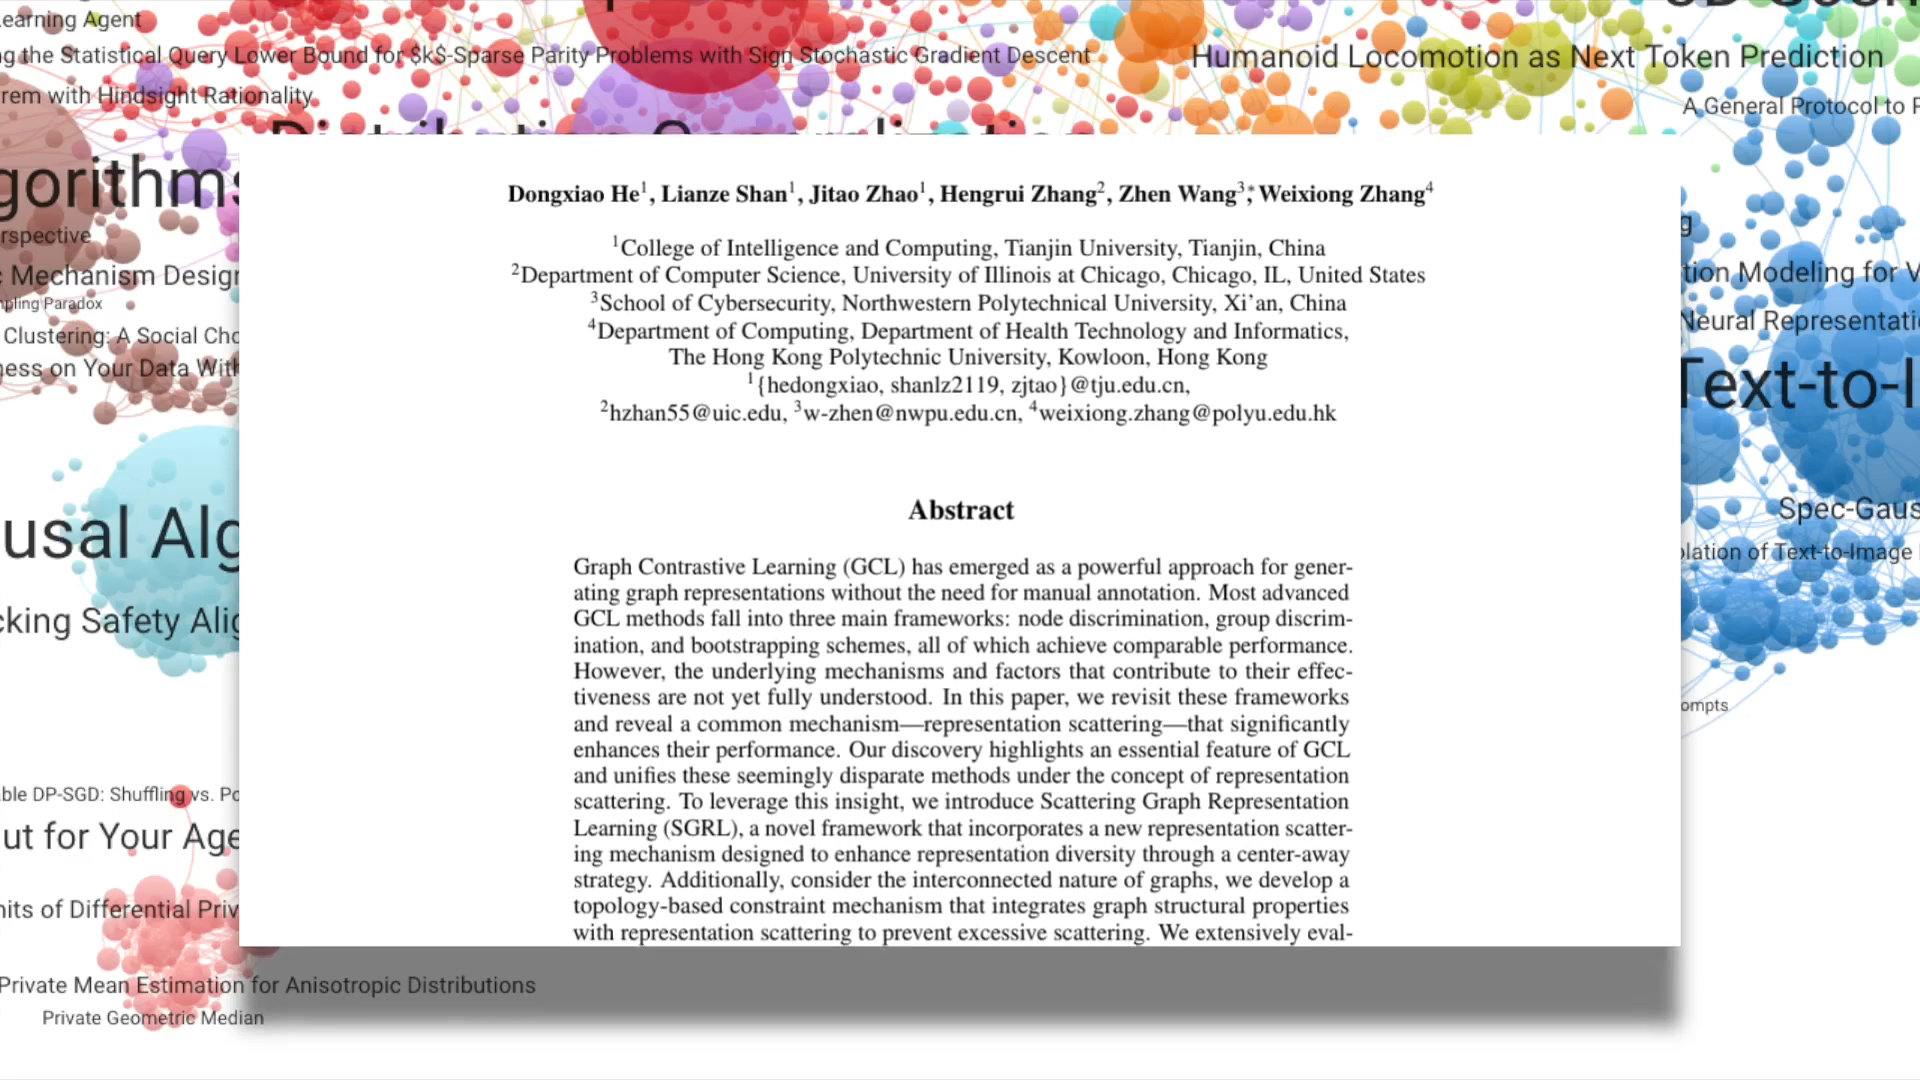 Learning Agent
ng the Statistical Query Lower Bound for $k$-Sparse Parity Problems with Sign Stochastic Gradient Descent
Humanoid Locomotion as Next Token Prediction
rem with Hindsight Rationality
A General Protocol to
Distribution Generalization
gorithms
rspective
c Mechanism Design
mpling Paradox
Clustering: A Social Cho
ness on Your Data With
usal Alg
cking Safety Alig
able DP-SGD: Shuffling vs. Po
ut for Your Age
mits of Differential Priv
Private Mean Estimation for Anisotropic Distributions
Private Geometric Median
Dongxiao He¹, Lianze Shan¹, Jitao Zhao¹, Hengrui Zhang², Zhen Wang³*, Weixiong Zhang⁴
¹College of Intelligence and Computing, Tianjin University, Tianjin, China
²Department of Computer Science, University of Illinois at Chicago, Chicago, IL, United States
³School of Cybersecurity, Northwestern Polytechnical University, Xi'an, China
⁴Department of Computing, Department of Health Technology and Informatics,
The Hong Kong Polytechnic University, Kowloon, Hong Kong
¹{hedongxiao, shanlz2119, zjtao}@tju.edu.cn,
²hzhan55@uic.edu, ³w-zhen@nwpu.edu.cn, ⁴weixiong.zhang@polyu.edu.hk
Abstract
Graph Contrastive Learning (GCL) has emerged as a powerful approach for gener-
ating graph representations without the need for manual annotation. Most advanced
GCL methods fall into three main frameworks: node discrimination, group discrim-
ination, and bootstrapping schemes, all of which achieve comparable performance.
However, the underlying mechanisms and factors that contribute to their effec-
tiveness are not yet fully understood. In this paper, we revisit these frameworks
and reveal a common mechanism—representation scattering—that significantly
enhances their performance. Our discovery highlights an essential feature of GCL
and unifies these seemingly disparate methods under the concept of representation
scattering. To leverage this insight, we introduce Scattering Graph Representation
Learning (SGRL), a novel framework that incorporates a new representation scatter-
ing mechanism designed to enhance representation diversity through a center-away
strategy. Additionally, consider the interconnected nature of graphs, we develop a
topology-based constraint mechanism that integrates graph structural properties
with representation scattering to prevent excessive scattering. We extensively eval-
g
tion Modeling for V
Neural Representati
Text-to-I
Spec-Gaus
olation of Text-to-Image
ompts